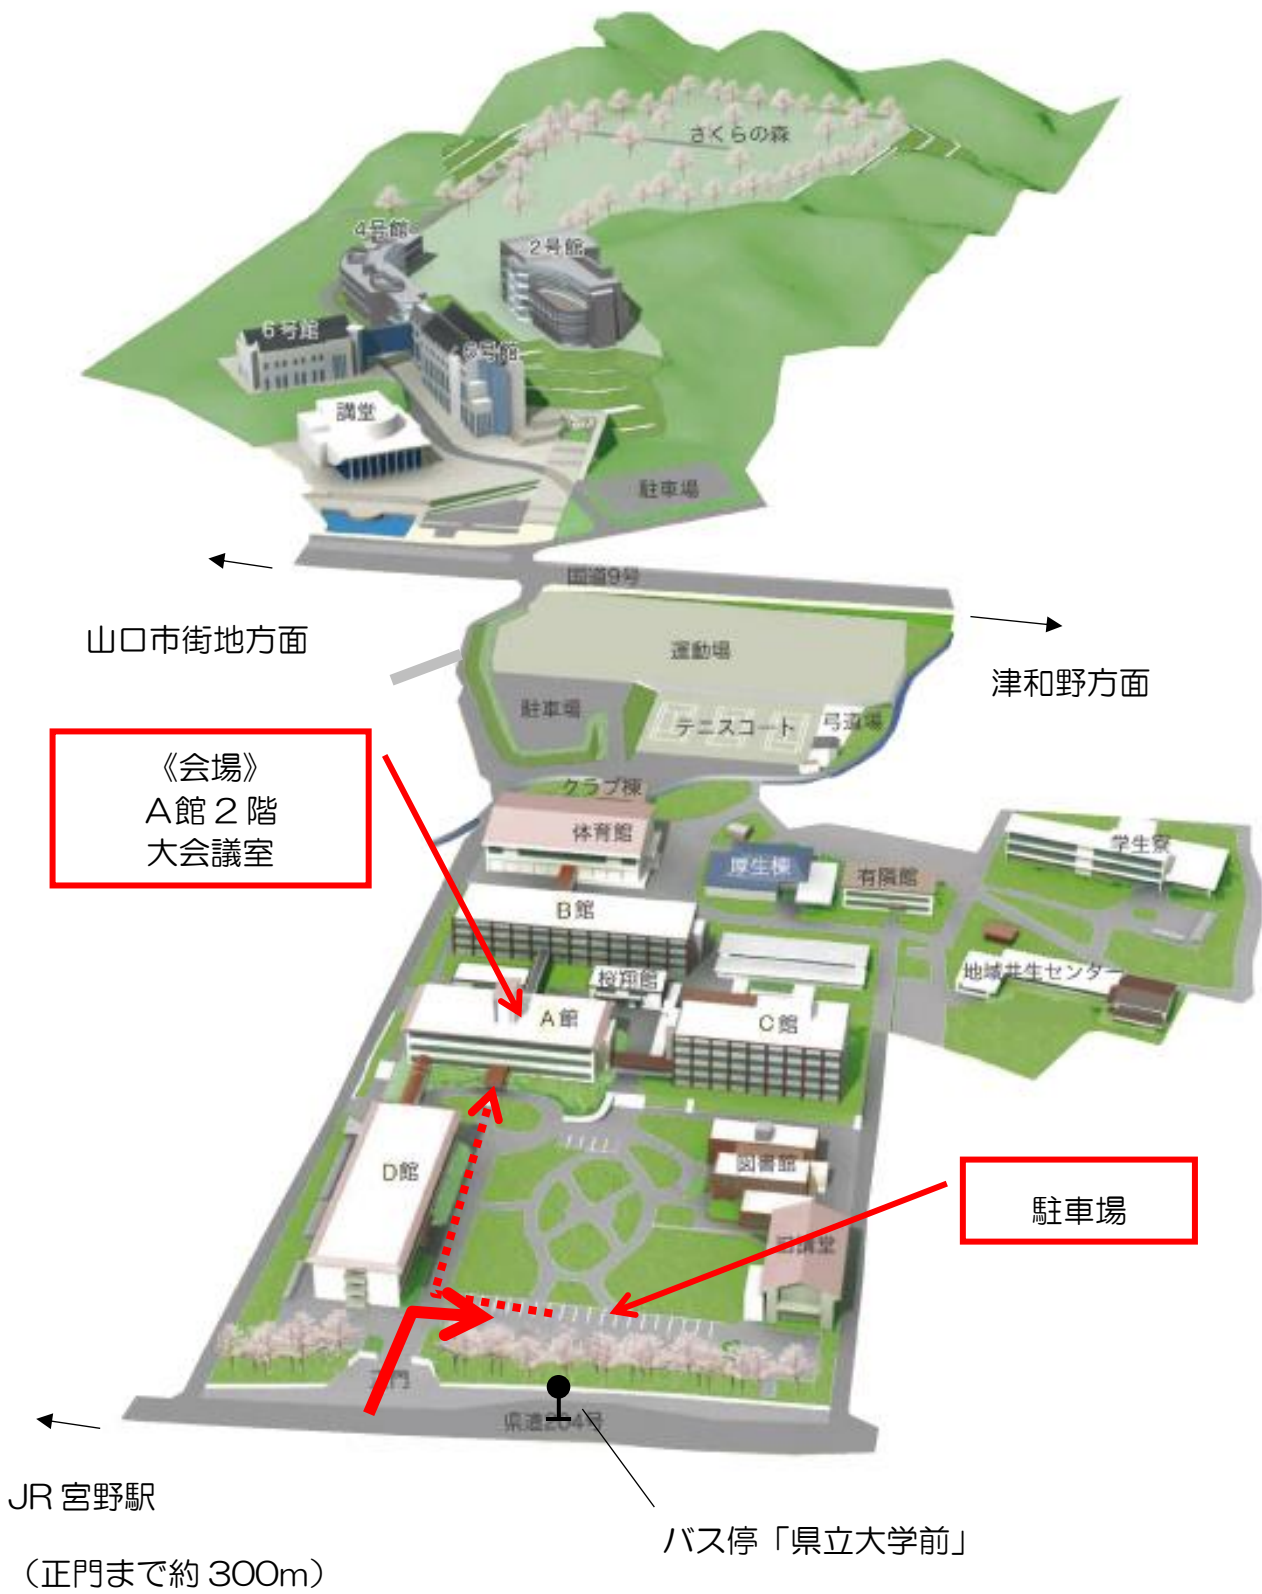 さくらの森
4号館
2号館
6号館
5号館
講堂
駐車場
国道9号
山口市街地方面
運動場
津和野方面
駐車場
テニスコート
弓道場
《会場》
A館2階
大会議室
クラブ棟
体育館
厚生棟
有隣館
学生寮
B館
桜翔館
地域共生センター
A館
C館
D館
図書館
駐車場
旧講堂
正門
県道204号
JR宮野駅
（正門まで約300m）
バス停「県立大学前」